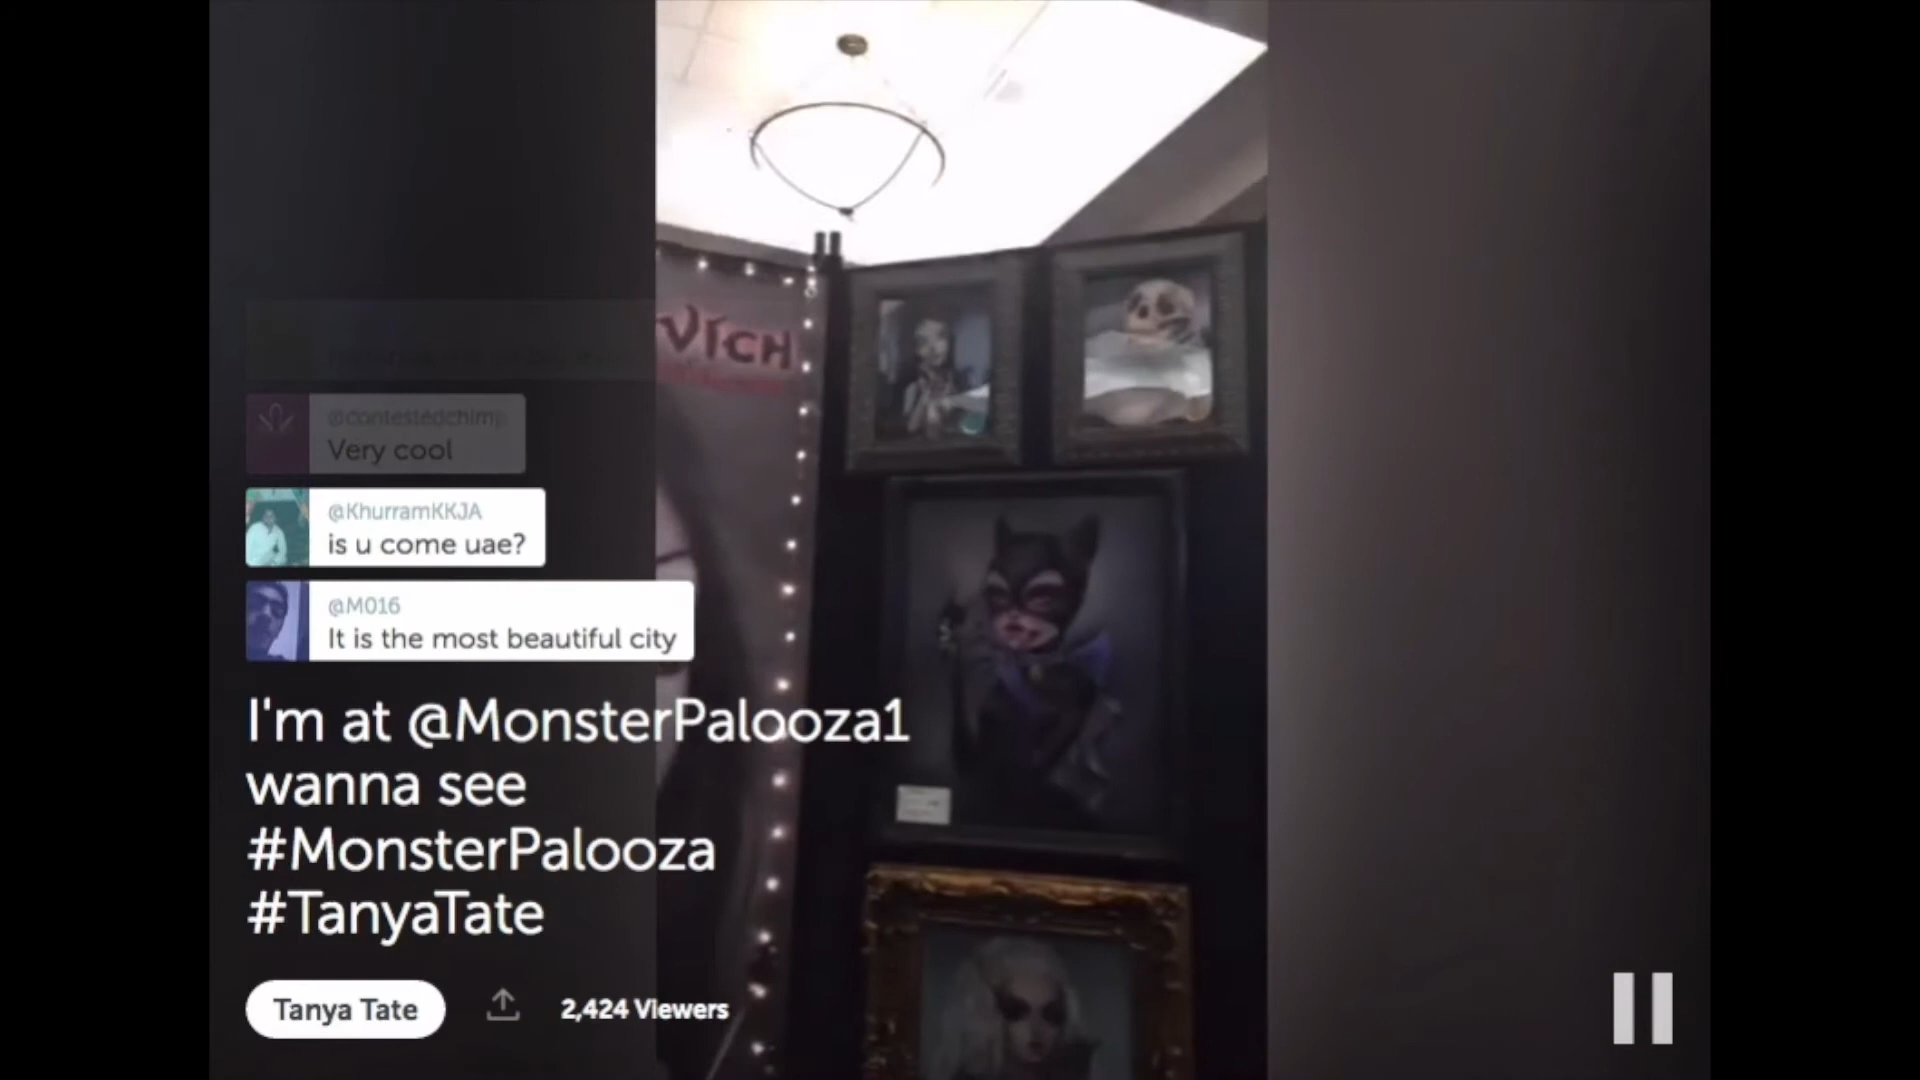 VICH
@contestedchimp
Very cool
@KhurramKKJA
is u come uae?
@M016
It is the most beautiful city
I'm at @MonsterPalooza1
wanna see
#MonsterPalooza
#TanyaTate
Tanya Tate
2,424 Viewers